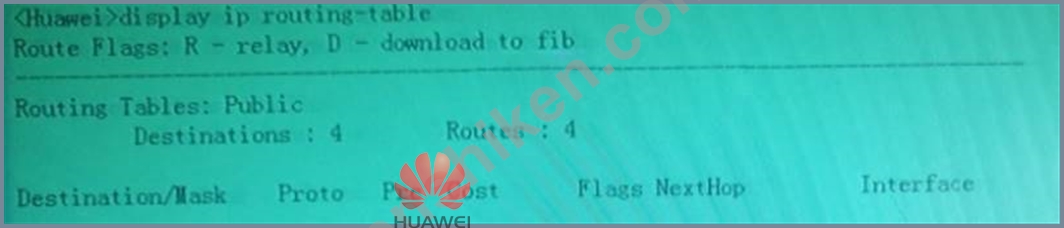 <Huawei>display ip routing-table
Route Flags: R - relay, D - download to fib
------------------------------------------------------------------------------
Routing Tables: Public
Destinations : 4 Routes : 4
Destination/Mask Proto Pre Cost Flags NextHop Interface
HUAWEI